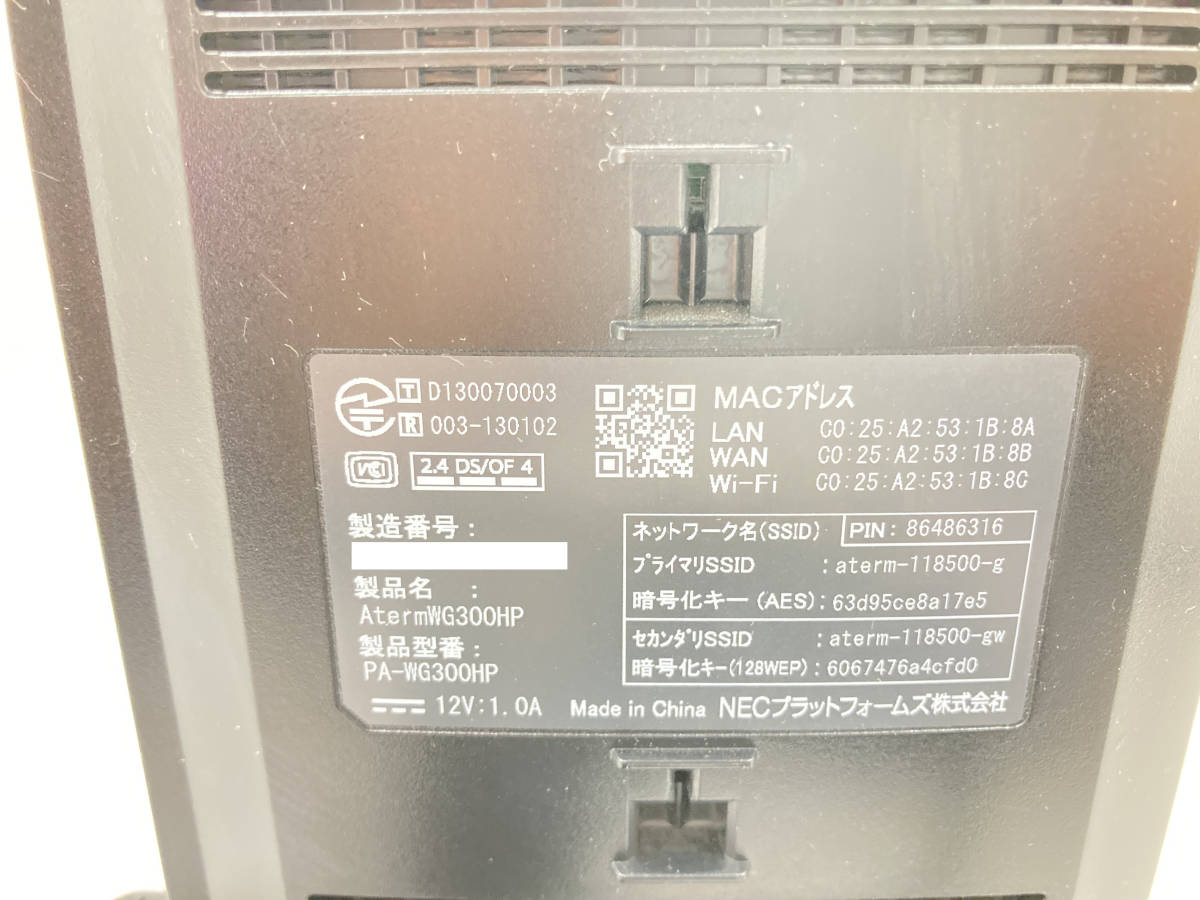 T D130070003
R 003-130102
VCI 2.4 DS/OF 4
製造番号：
製品名　：
AtermWG300HP
製品型番：
PA-WG300HP
12V:1.0A
MACアドレス
LAN C0:25:A2:53:1B:8A
WAN C0:25:A2:53:1B:8B
Wi-Fi C0:25:A2:53:1B:8C
ネットワーク名(SSID) PIN: 86486316
プライマリSSID :aterm-118500-g
暗号化キー(AES):63d95ce8a17e5
セカンダリSSID :aterm-118500-gw
暗号化キー(128WEP):6067476a4cfd0
Made in China NECプラットフォームズ株式会社